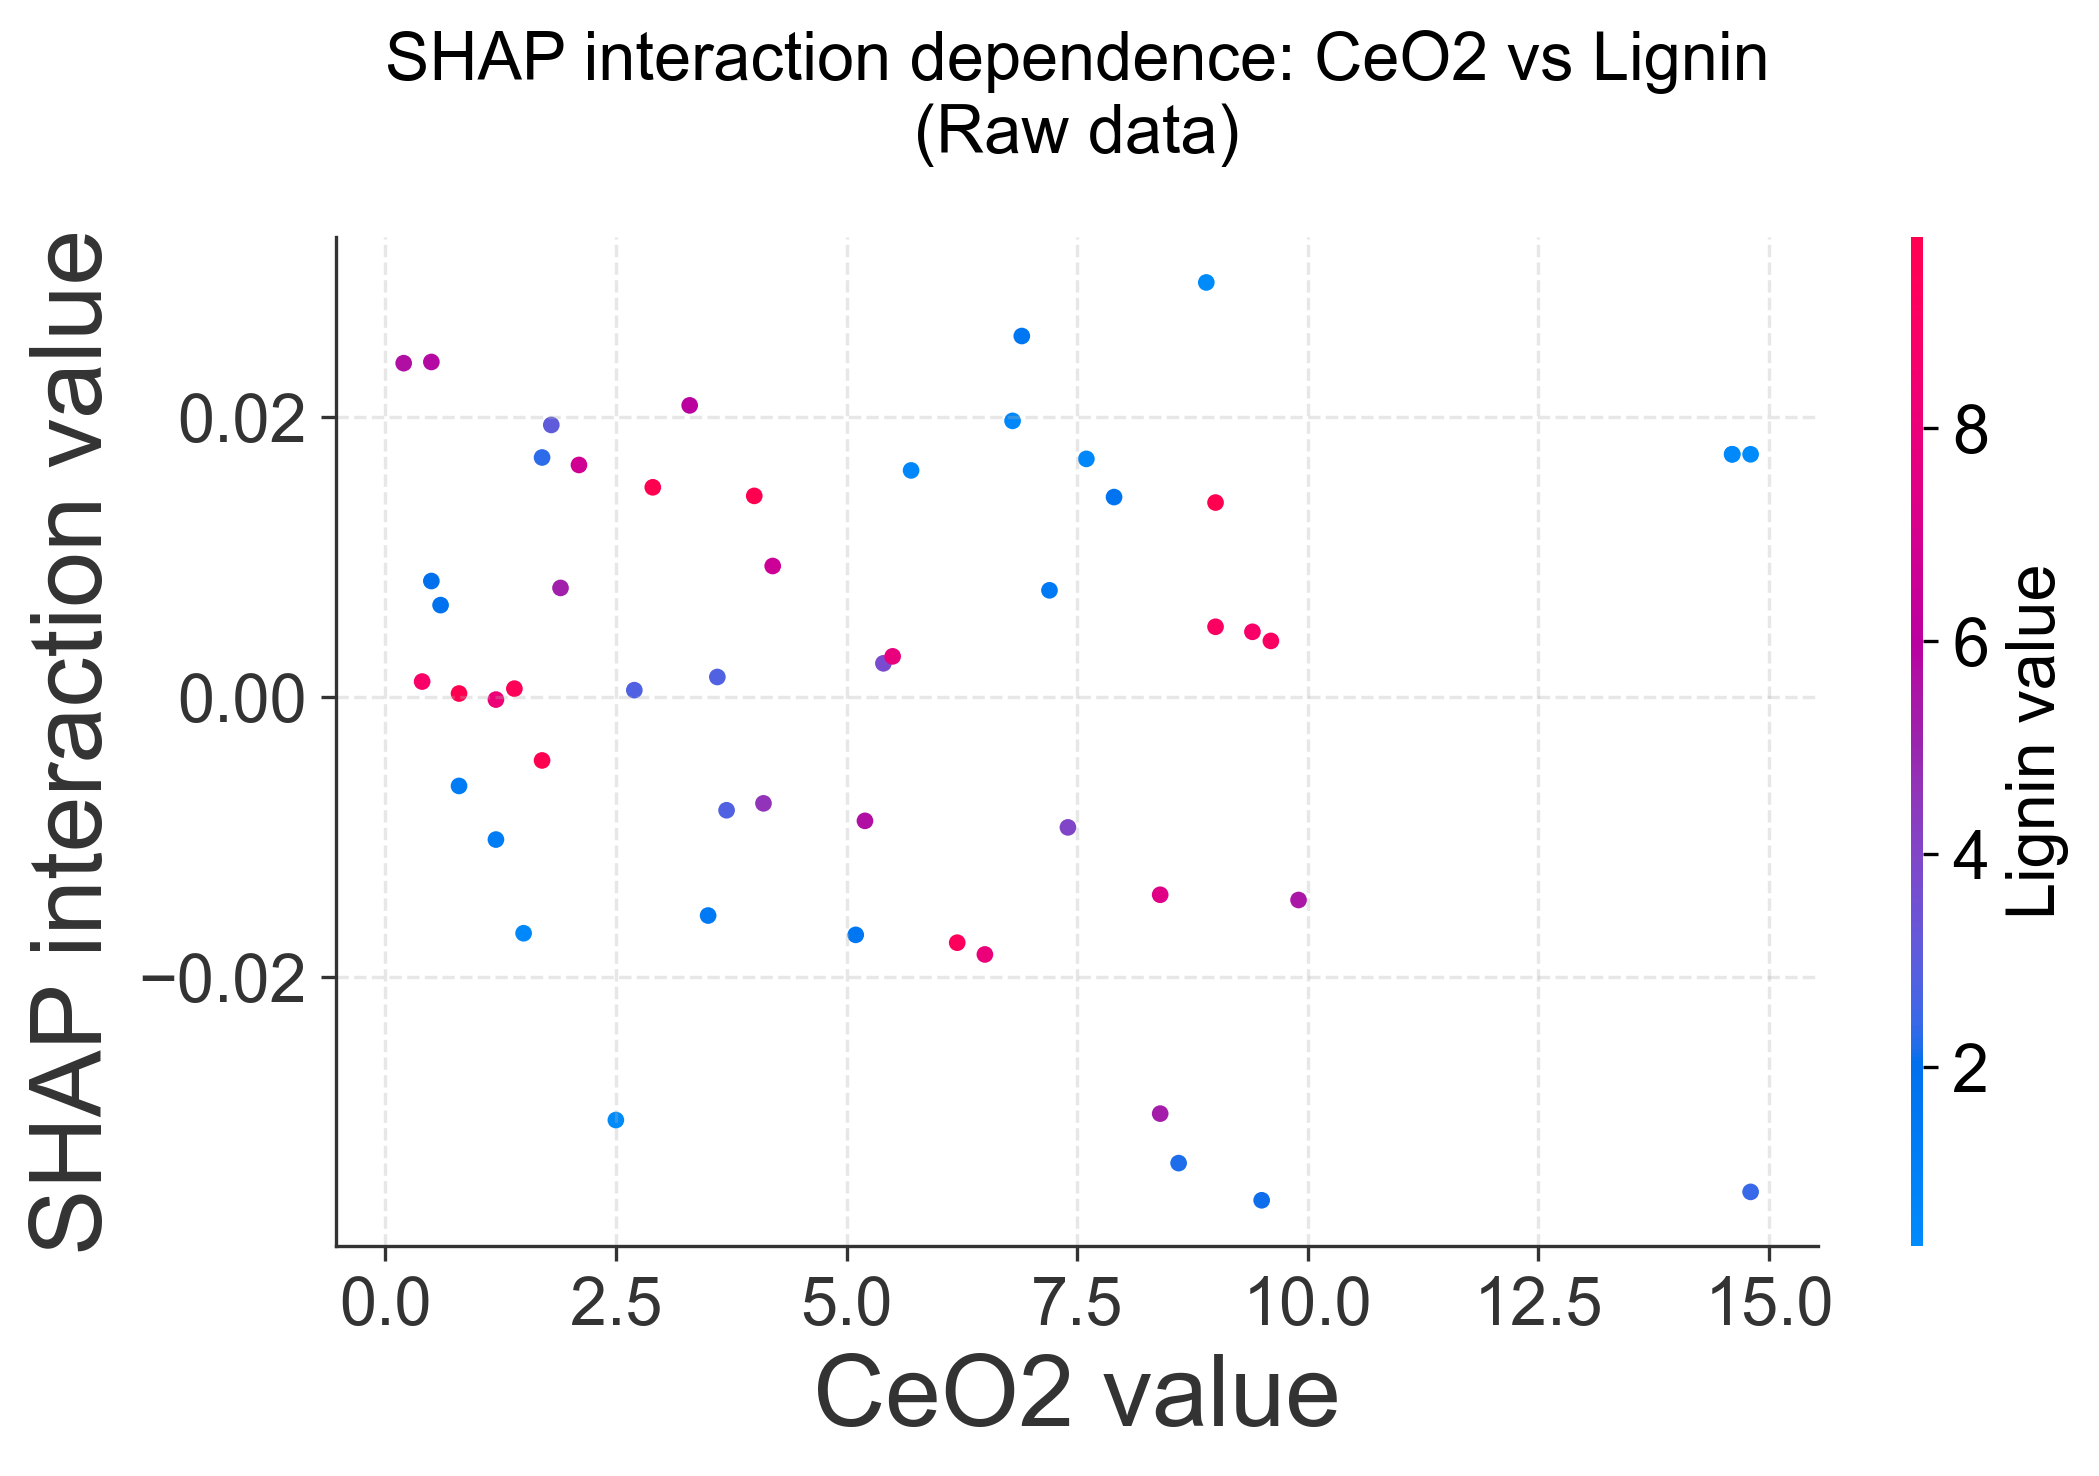 SHAP interaction dependence: CeO2 vs Lignin
(Raw data)
SHAP interaction value
0.02
0.00
−0.02
0.0
2.5
5.0
7.5
10.0
12.5
15.0
CeO2 value
8
6
4
2
Lignin value